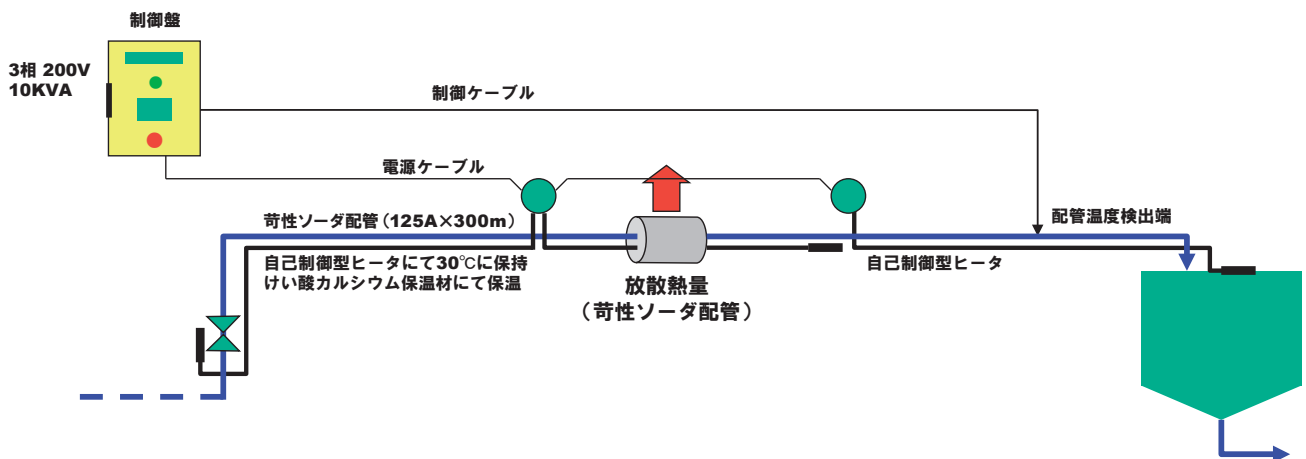 制御盤
3相 200V
10KVA
制御ケーブル
電源ケーブル
苛性ソーダ配管（125A×300m）
配管温度検出端
自己制御型ヒータにて30℃に保持
けい酸カルシウム保温材にて保温
自己制御型ヒータ
放散熱量
（苛性ソーダ配管）